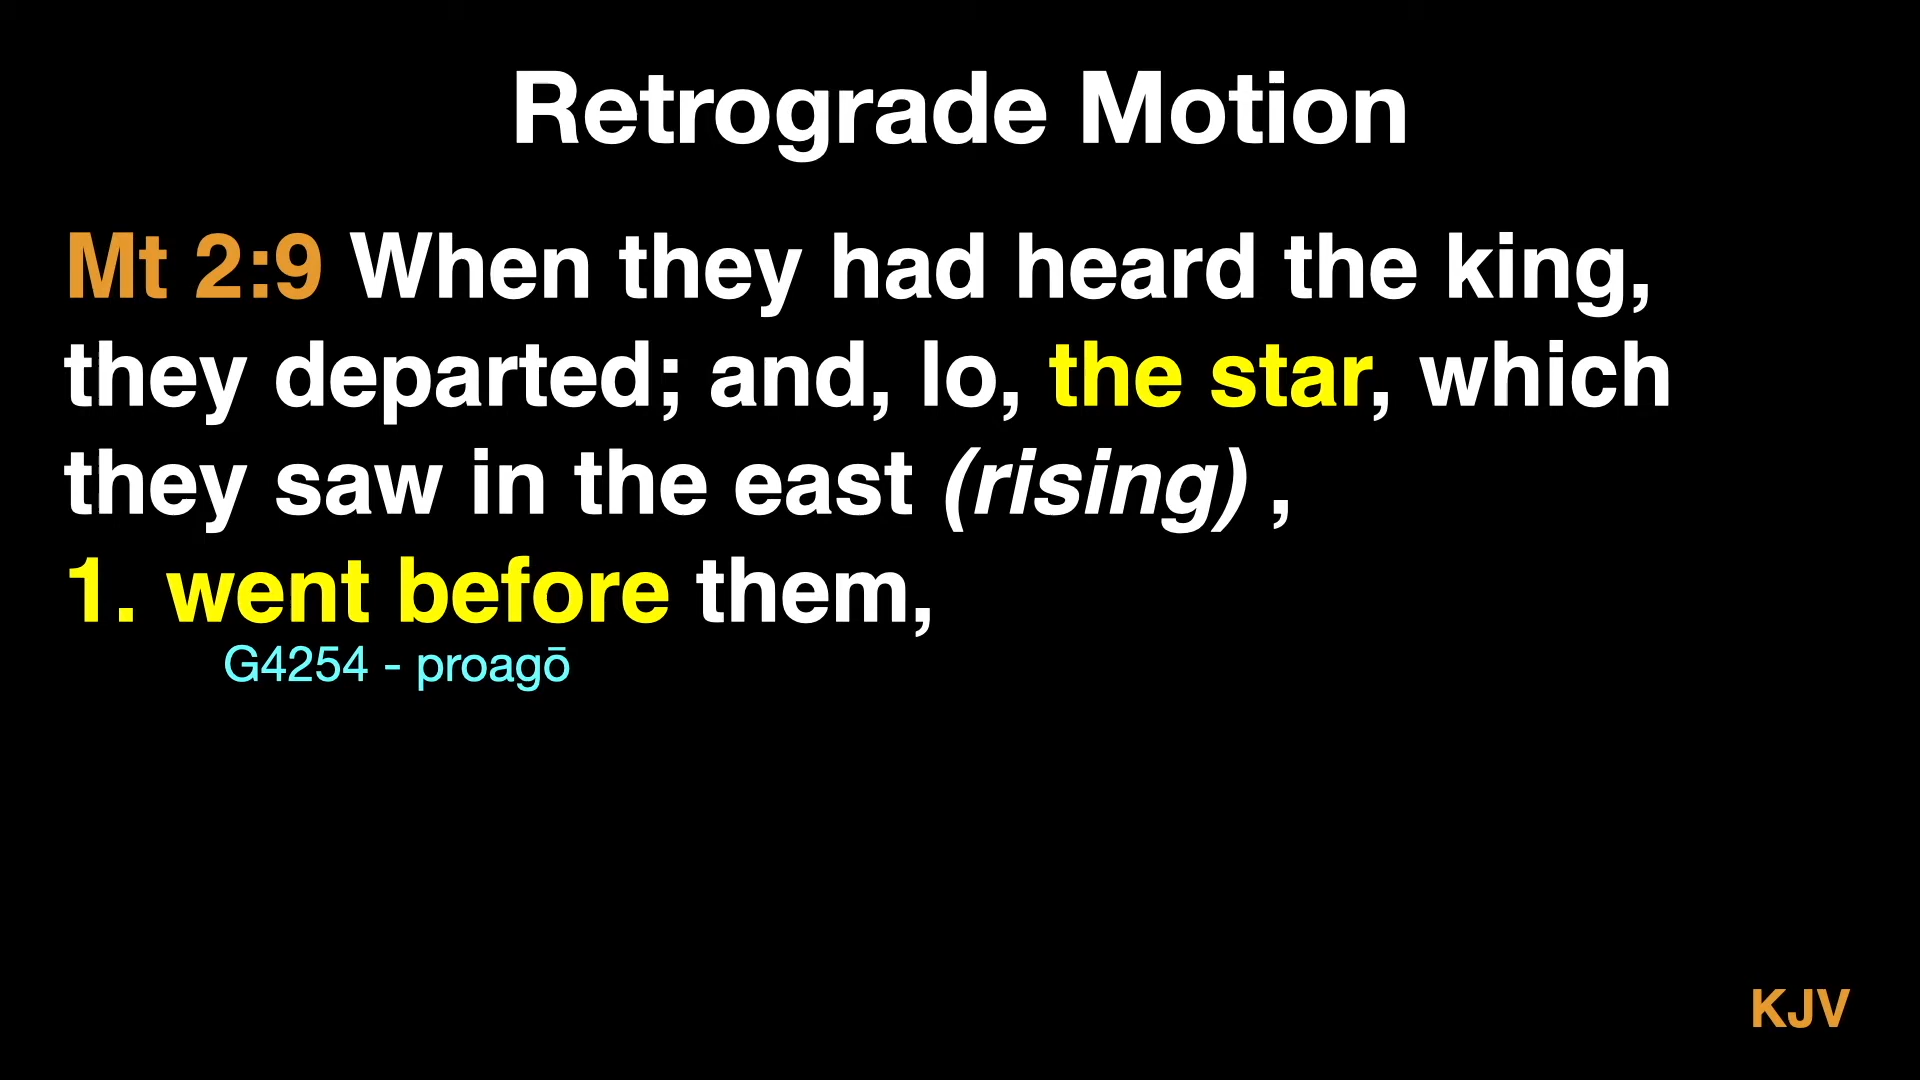 Retrograde Motion
Mt 2:9 When they had heard the king,
they departed; and, lo, the star, which
they saw in the east (rising) ,
1. went before them,
G4254 - proagō
KJV